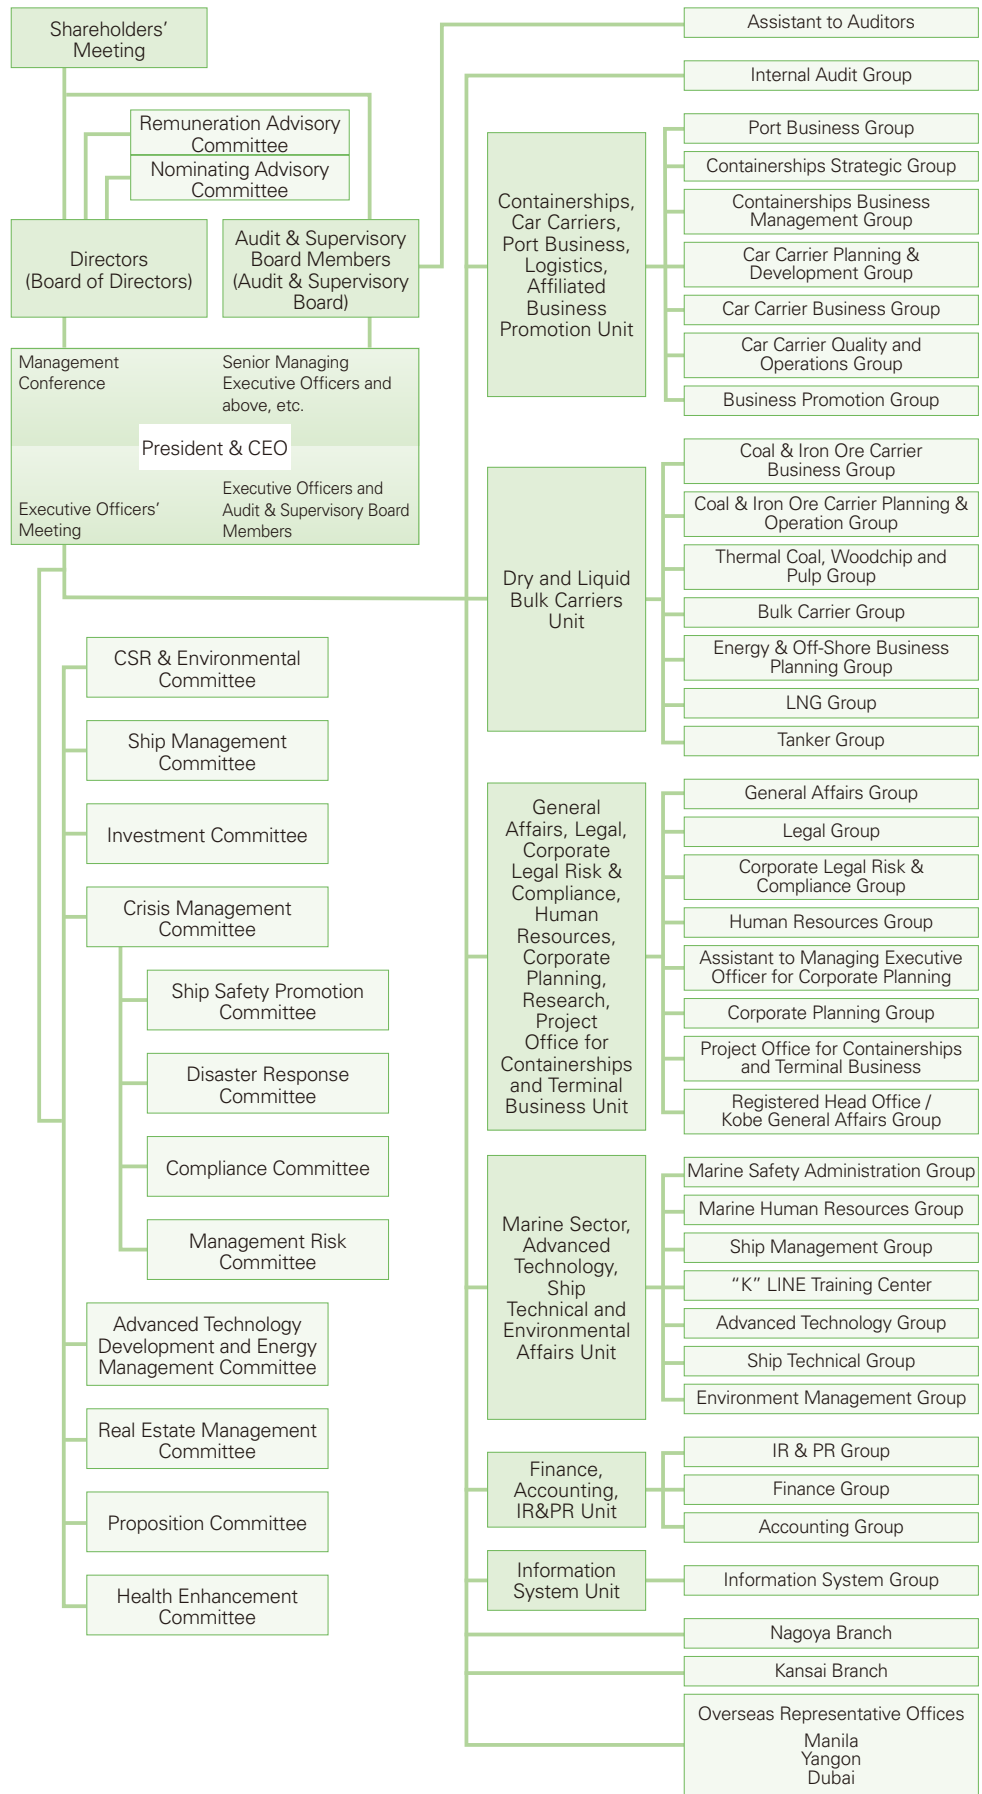 Shareholders’
Meeting
Remuneration Advisory
Committee
Nominating Advisory
Committee
Directors
(Board of Directors)
Audit & Supervisory
Board Members
(Audit & Supervisory
Board)
Management
Conference
Senior Managing
Executive Officers and
above, etc.
President & CEO
Executive Officers’
Meeting
Executive Officers and
Audit & Supervisory Board
Members
CSR & Environmental
Committee
Ship Management
Committee
Investment Committee
Crisis Management
Committee
Ship Safety Promotion
Committee
Disaster Response
Committee
Compliance Committee
Management Risk
Committee
Advanced Technology
Development and Energy
Management Committee
Real Estate Management
Committee
Proposition Committee
Health Enhancement
Committee
Assistant to Auditors
Internal Audit Group
Containerships,
Car Carriers,
Port Business,
Logistics,
Affiliated
Business
Promotion Unit
Port Business Group
Containerships Strategic Group
Containerships Business
Management Group
Car Carrier Planning &
Development Group
Car Carrier Business Group
Car Carrier Quality and
Operations Group
Business Promotion Group
Dry and Liquid
Bulk Carriers
Unit
Coal & Iron Ore Carrier
Business Group
Coal & Iron Ore Carrier Planning &
Operation Group
Thermal Coal, Woodchip and
Pulp Group
Bulk Carrier Group
Energy & Off-Shore Business
Planning Group
LNG Group
Tanker Group
General
Affairs, Legal,
Corporate
Legal Risk &
Compliance,
Human
Resources,
Corporate
Planning,
Research,
Project
Office for
Containerships
and Terminal
Business Unit
General Affairs Group
Legal Group
Corporate Legal Risk &
Compliance Group
Human Resources Group
Assistant to Managing Executive
Officer for Corporate Planning
Corporate Planning Group
Project Office for Containerships
and Terminal Business
Registered Head Office /
Kobe General Affairs Group
Marine Sector,
Advanced
Technology,
Ship
Technical and
Environmental
Affairs Unit
Marine Safety Administration Group
Marine Human Resources Group
Ship Management Group
“K” LINE Training Center
Advanced Technology Group
Ship Technical Group
Environment Management Group
Finance,
Accounting,
IR&PR Unit
IR & PR Group
Finance Group
Accounting Group
Information
System Unit
Information System Group
Nagoya Branch
Kansai Branch
Overseas Representative Offices
Manila
Yangon
Dubai